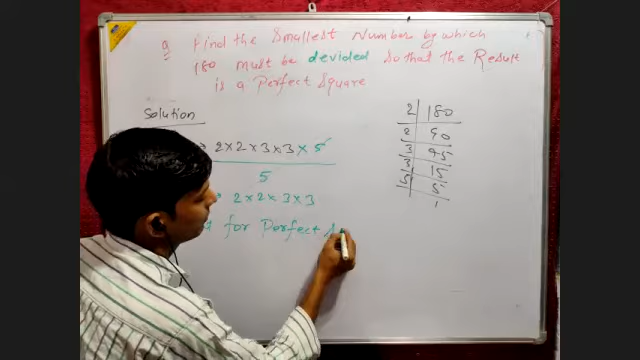 Q Find the Smallest Number by which
180 must be devided So that the Result
is a Perfect Square
Solution
2 × 2 × 3 × 3 × 5
5
2 × 2 × 3 × 3
for Perfect
2 180
2 90
3 45
3 15
5 5
1